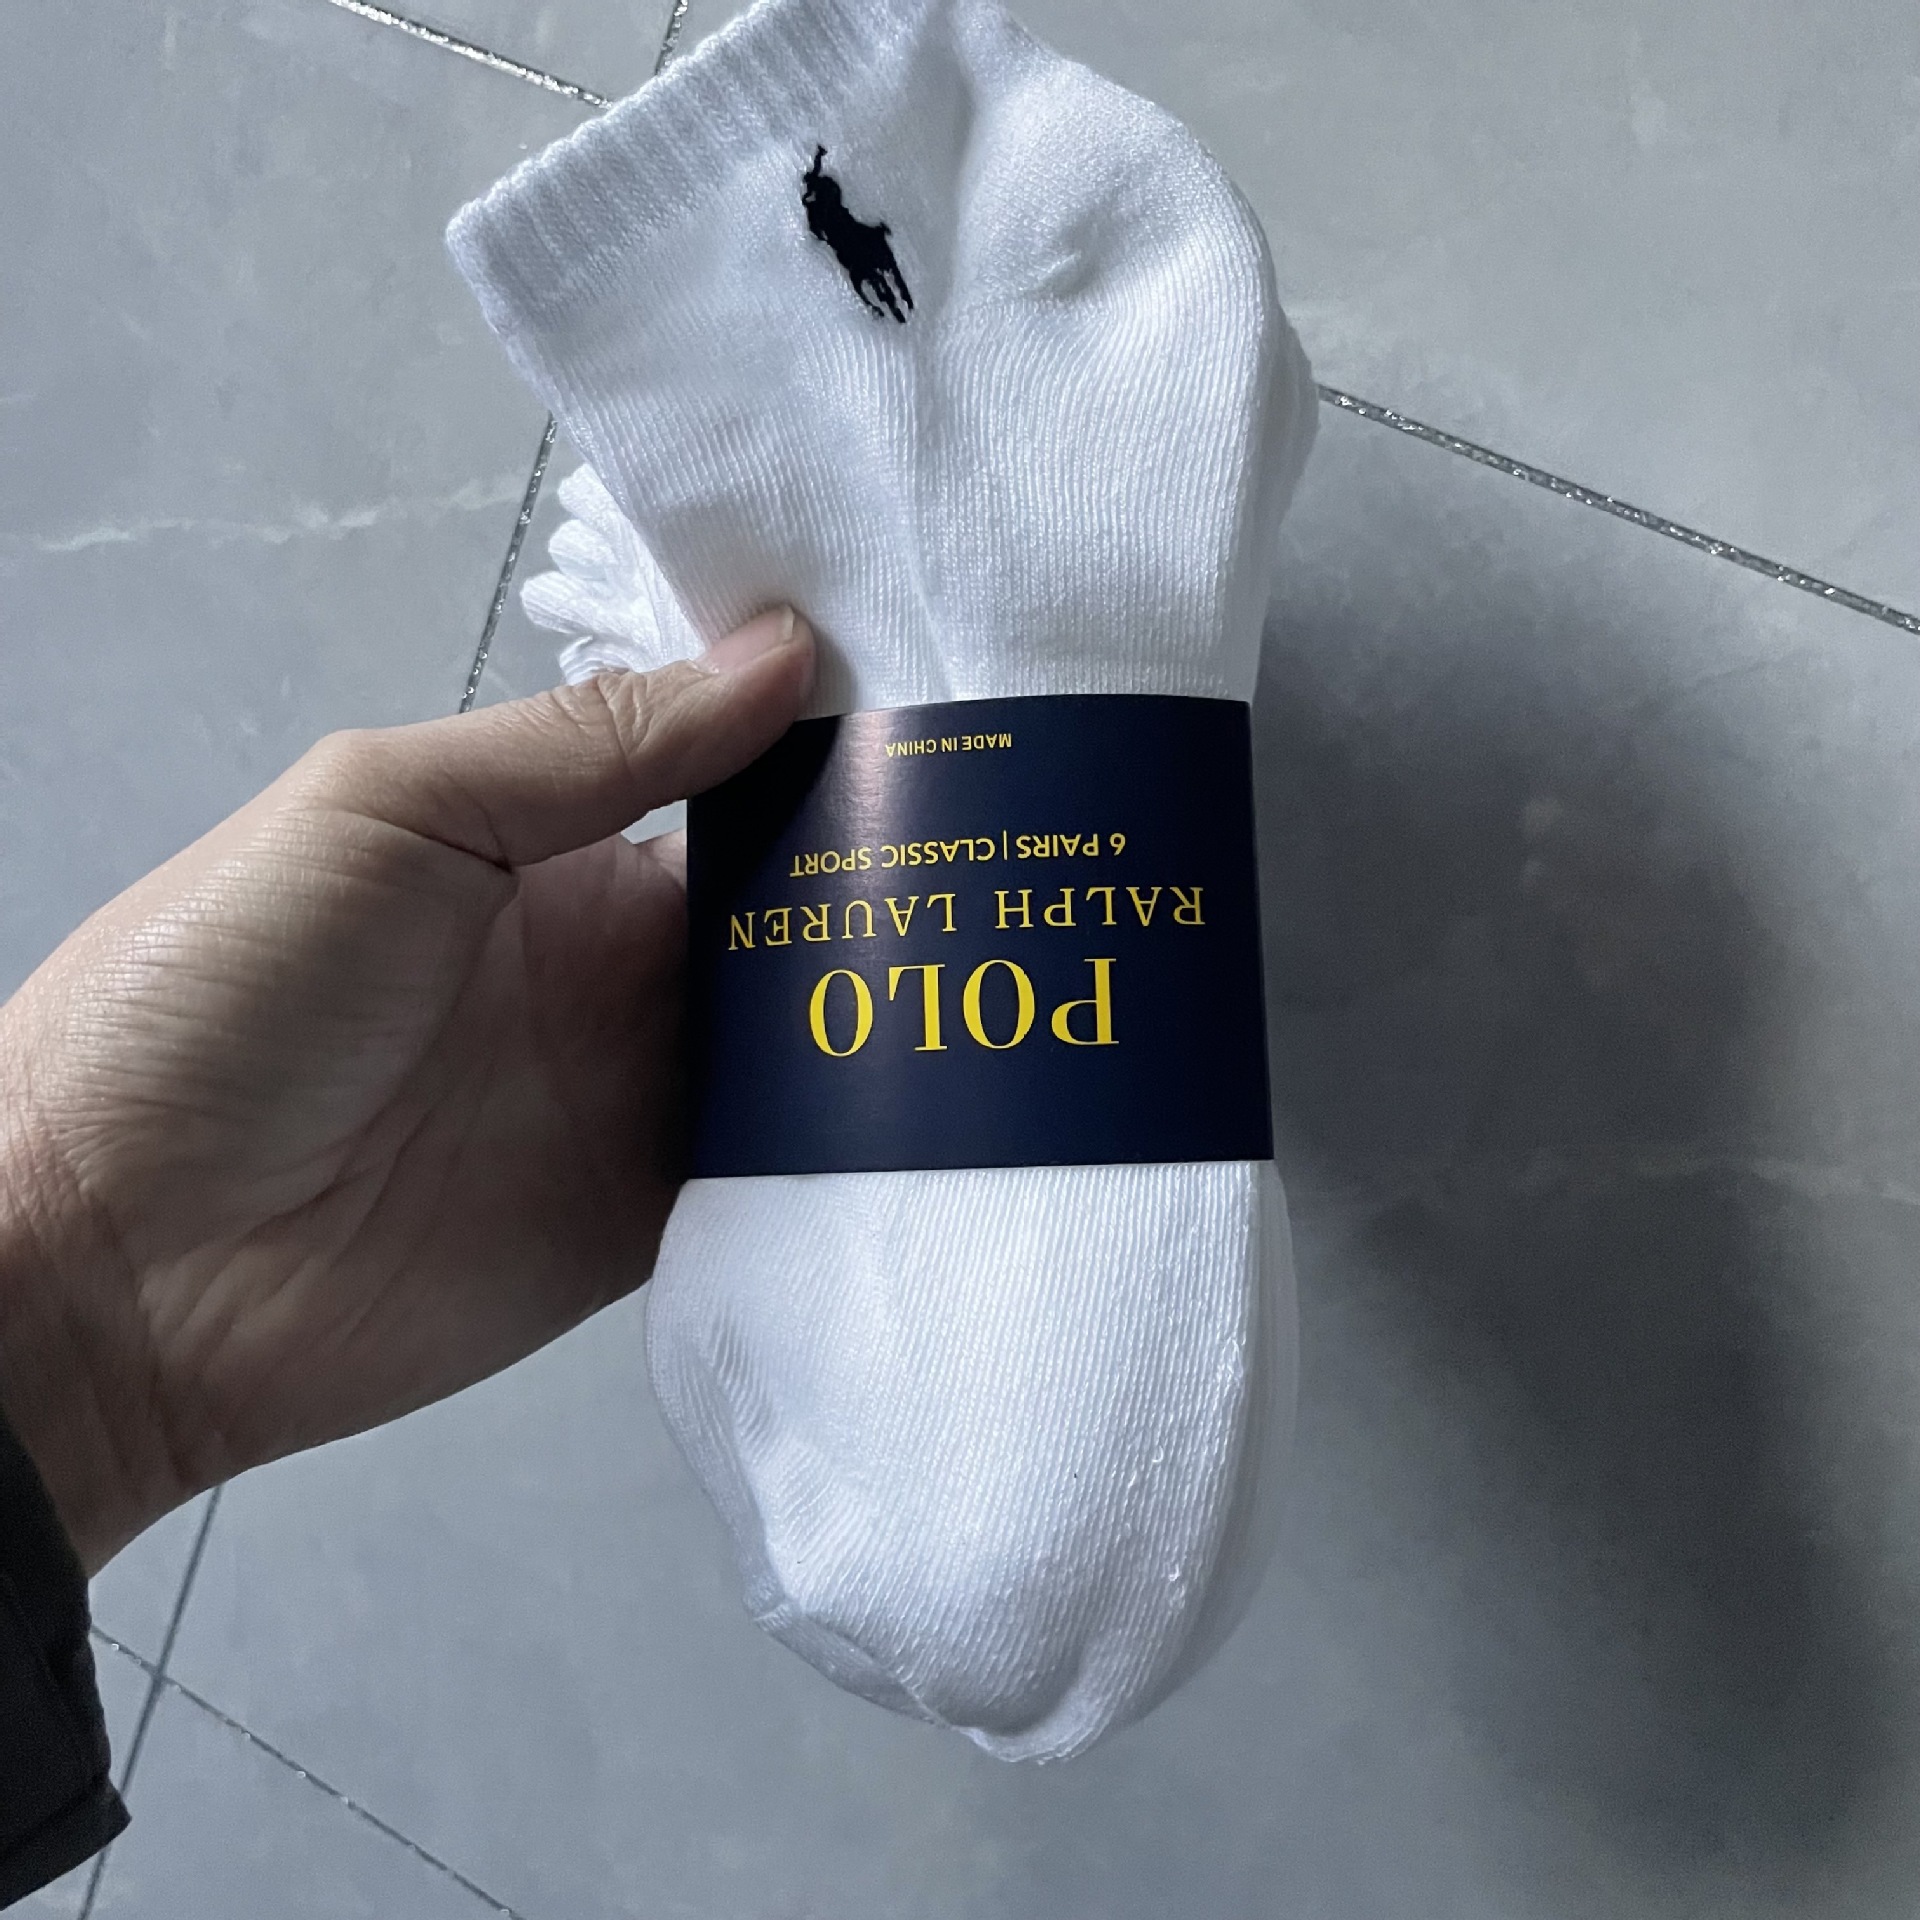 POLO
RALPH LAUREN
6 PAIRS | CLASSIC SPORT
MADE IN CHINA